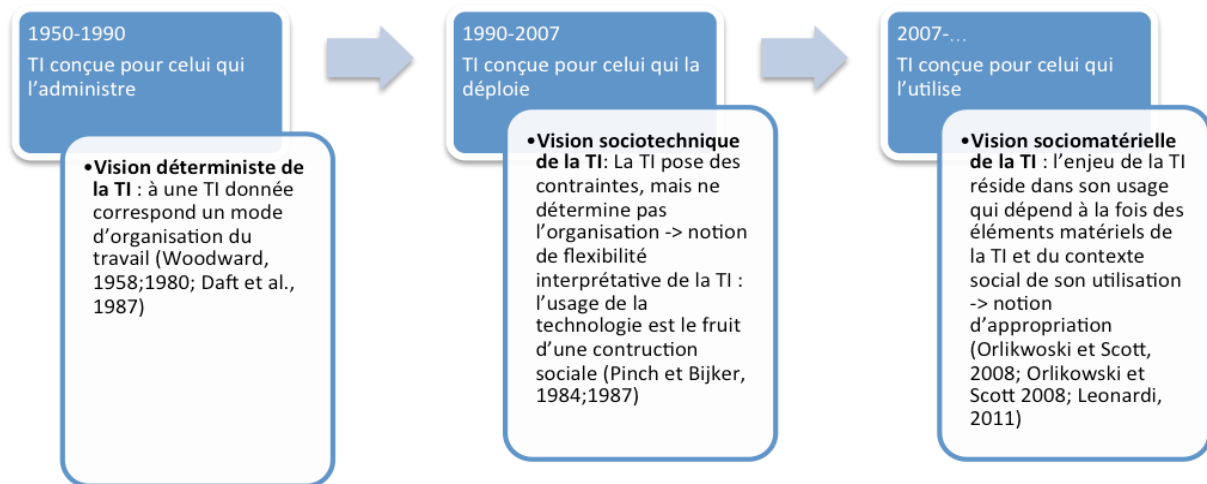 1950-1990
TI conçue pour celui qui
l’administre
•Vision déterministe de
la TI : à une TI donnée
correspond un mode
d’organisation du
travail (Woodward,
1958;1980; Daft et al.,
1987)
1990-2007
TI conçue pour celui qui la
déploie
•Vision sociotechnique
de la TI: La TI pose des
contraintes, mais ne
détermine pas
l’organisation -> notion
de flexibilité
interprétative de la TI :
l’usage de la
technologie est le fruit
d’une contruction
sociale (Pinch et Bijker,
1984;1987)
2007-...
TI conçue pour celui qui
l’utilise
•Vision sociomatérielle
de la TI : l’enjeu de la TI
réside dans son usage
qui dépend à la fois des
éléments matériels de
la TI et du contexte
social de son utilisation
-> notion
d’appropriation
(Orlikwoski et Scott,
2008; Orlikowski et
Scott 2008; Leonardi,
2011)